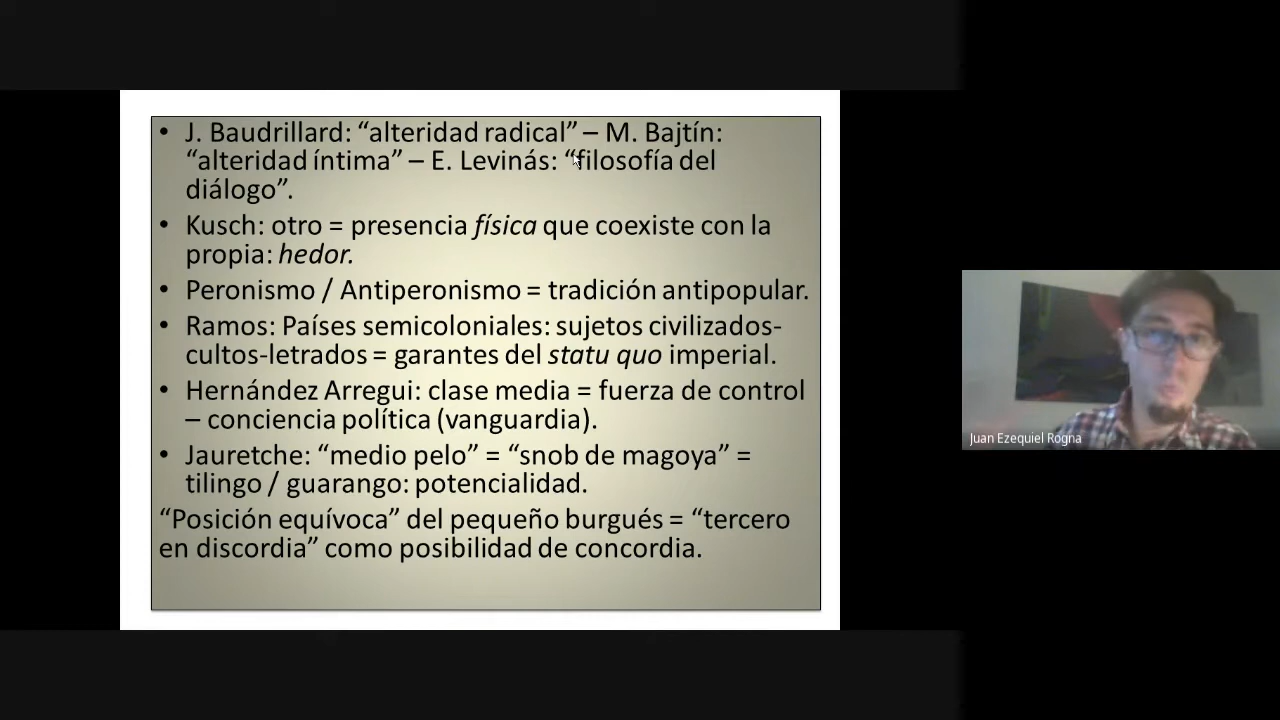 • J. Baudrillard: “alteridad radical” – M. Bajtín:
“alteridad íntima” – E. Levinás: “filosofía del
diálogo”.
• Kusch: otro = presencia física que coexiste con la
propia: hedor.
• Peronismo / Antiperonismo = tradición antipopular.
• Ramos: Países semicoloniales: sujetos civilizados-
cultos-letrados = garantes del statu quo imperial.
• Hernández Arregui: clase media = fuerza de control
– conciencia política (vanguardia).
• Jauretche: “medio pelo” = “snob de magoya” =
tilingo / guarango: potencialidad.
“Posición equívoca” del pequeño burgués = “tercero
en discordia” como posibilidad de concordia.
Juan Ezequiel Rogna